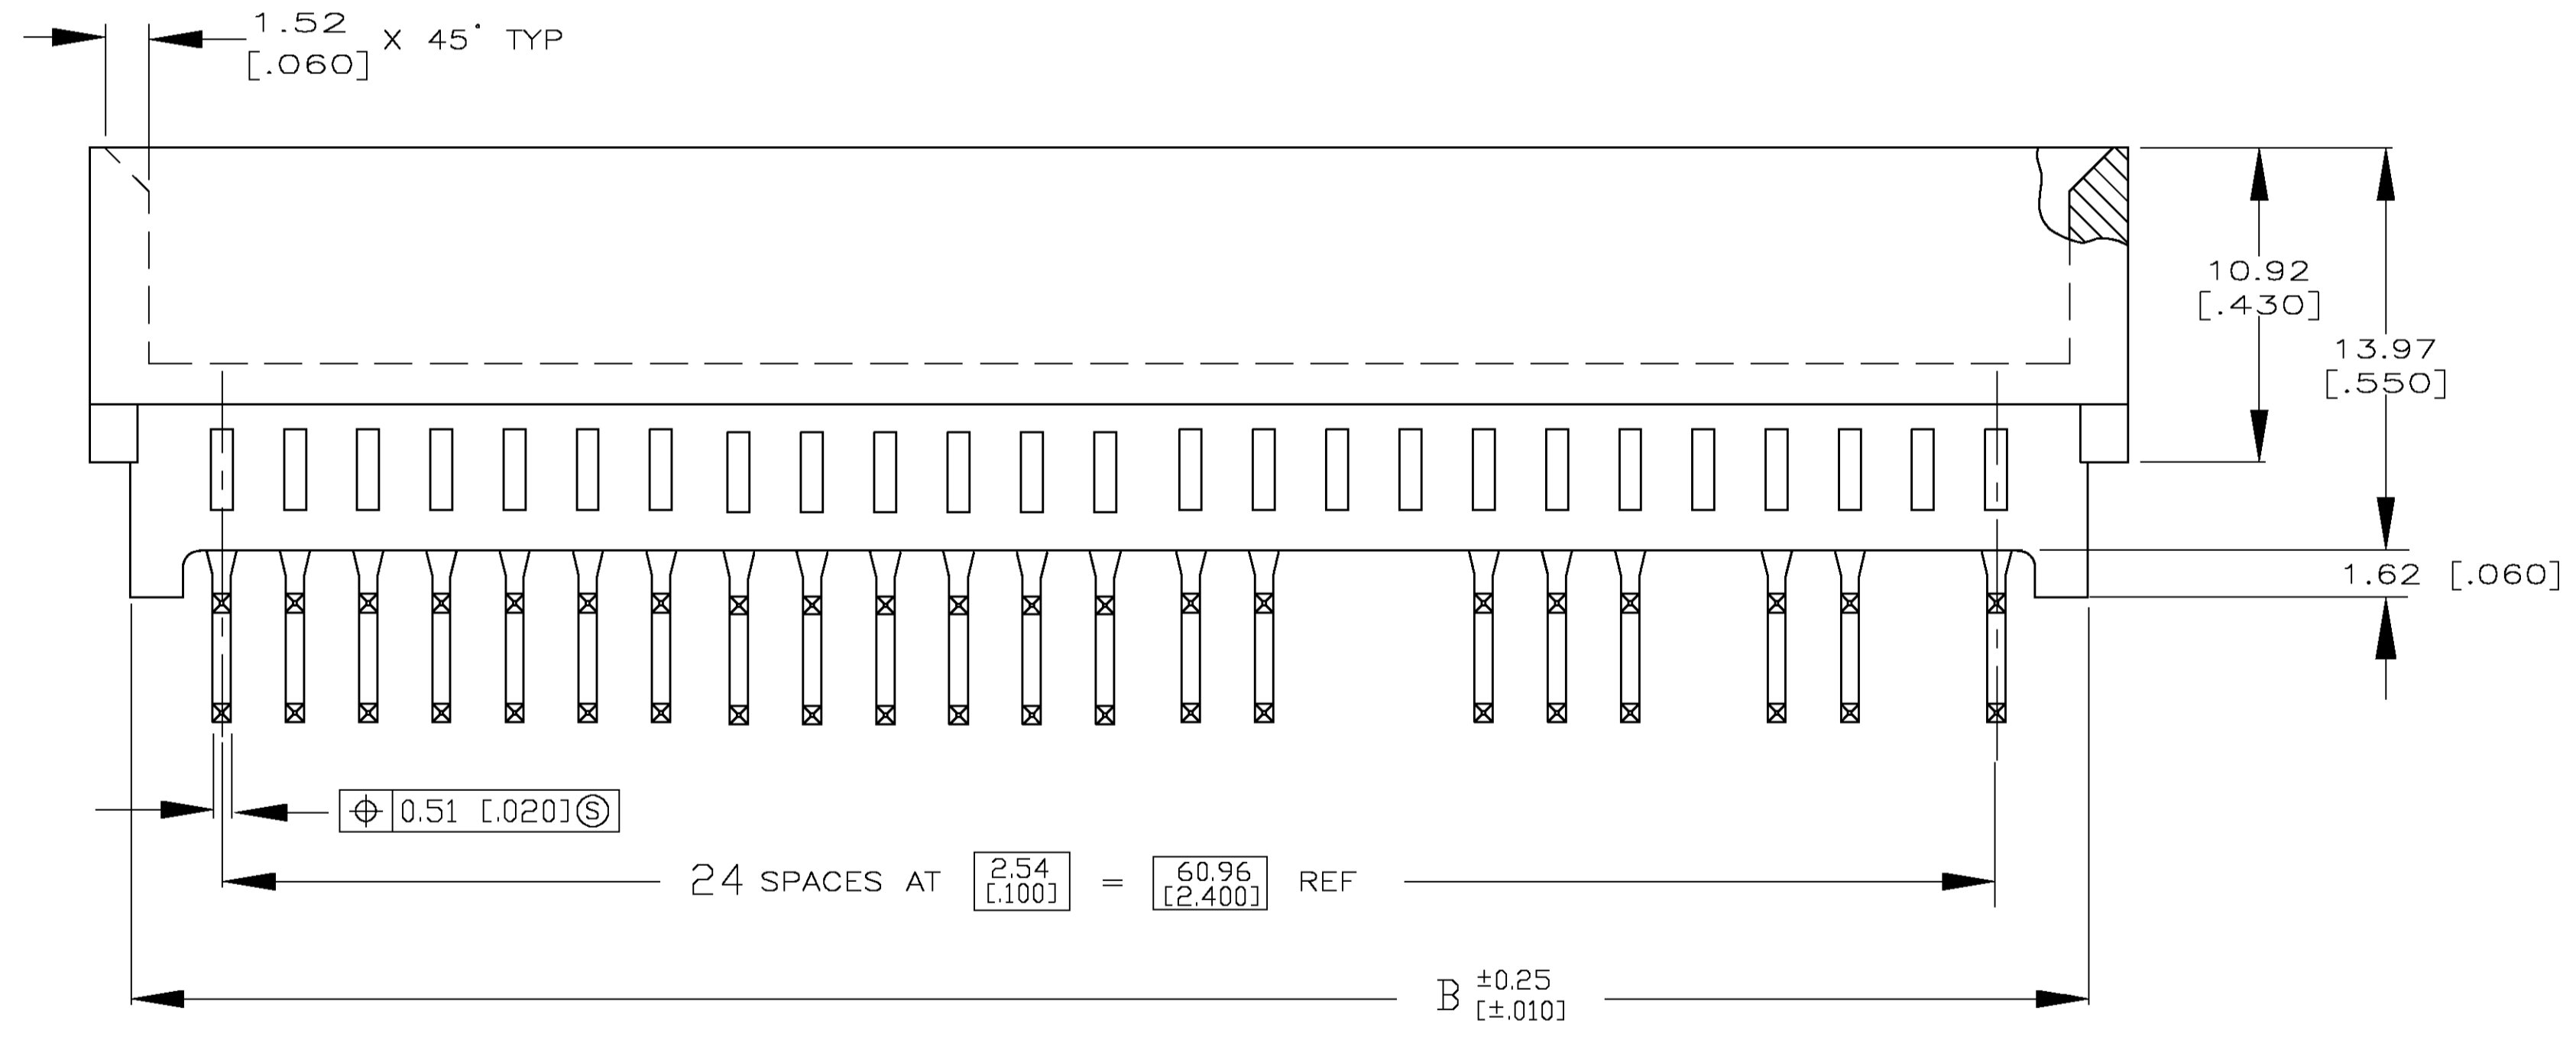 1.52
[.060] X 45° TYP
10.92
[.430]
13.97
[.550]
1.62 [.060]
⌖ 0.51 [.020] Ⓢ
24 SPACES AT 2.54 [.100] = 60.96 [2.400] REF
B ±0.25
[±.010]